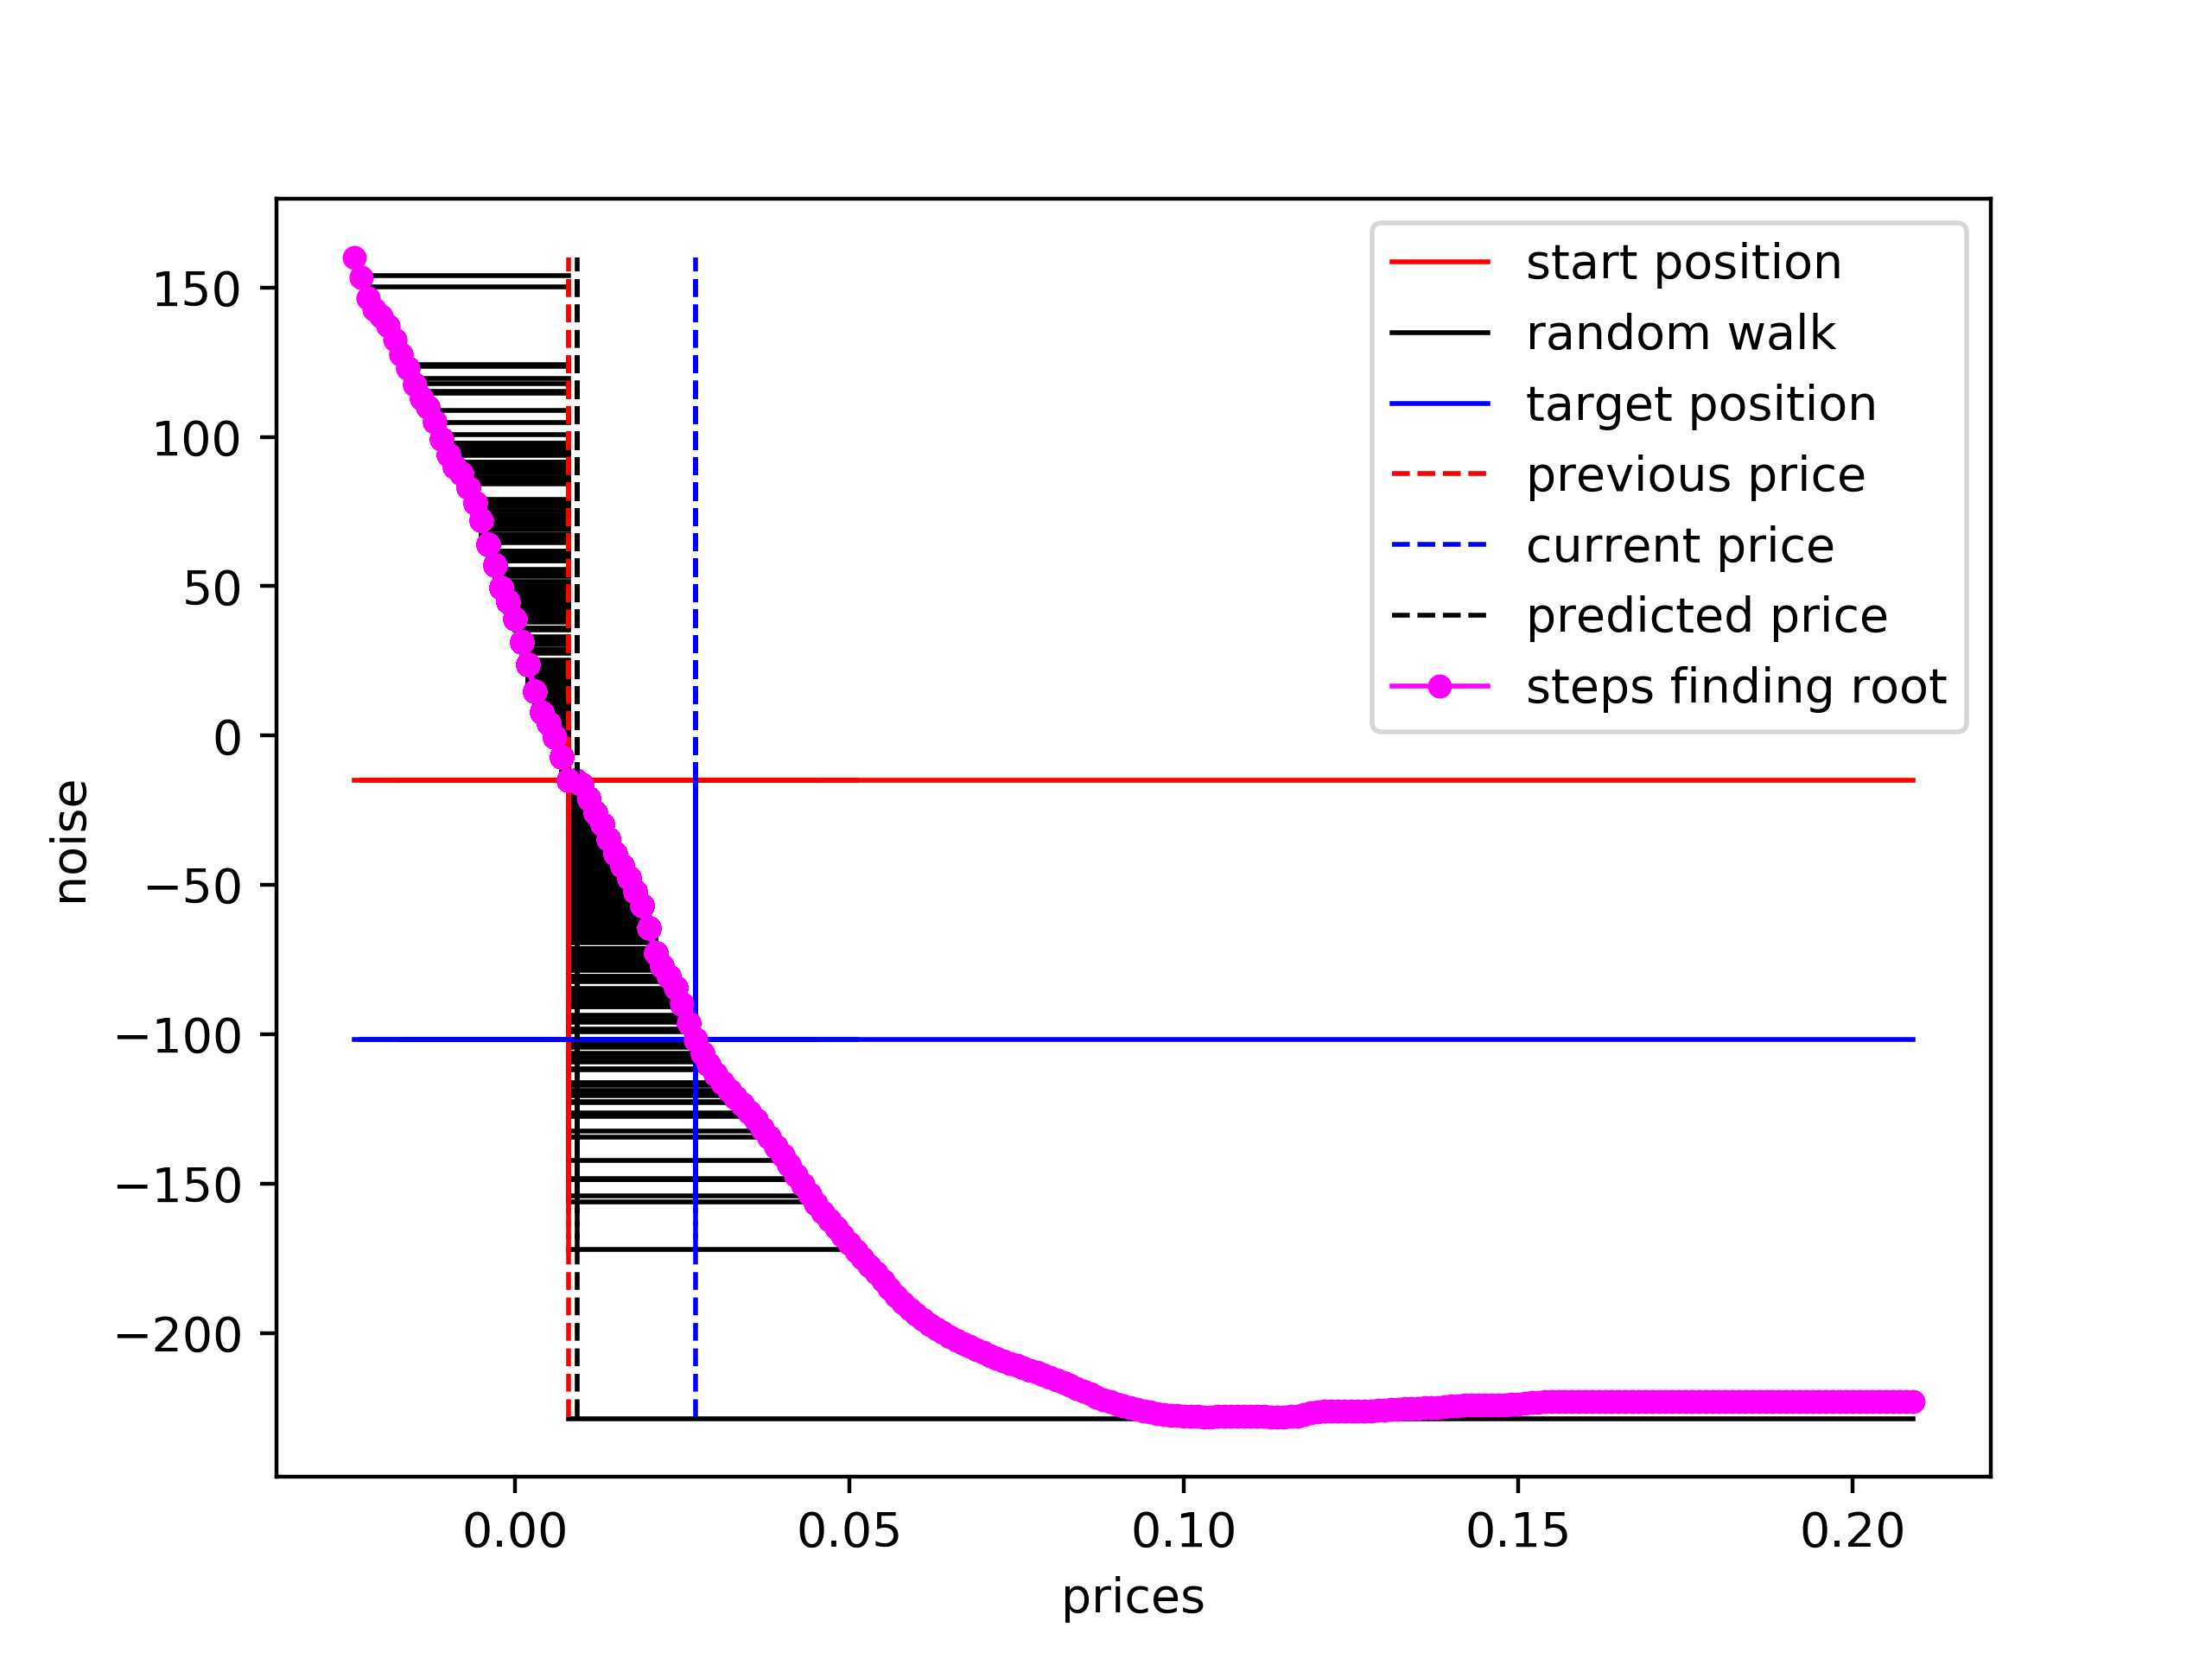 150
100
50
0
−50
−100
−150
−200
noise
0.00
0.05
0.10
0.15
0.20
prices
start position
random walk
target position
previous price
current price
predicted price
steps finding root